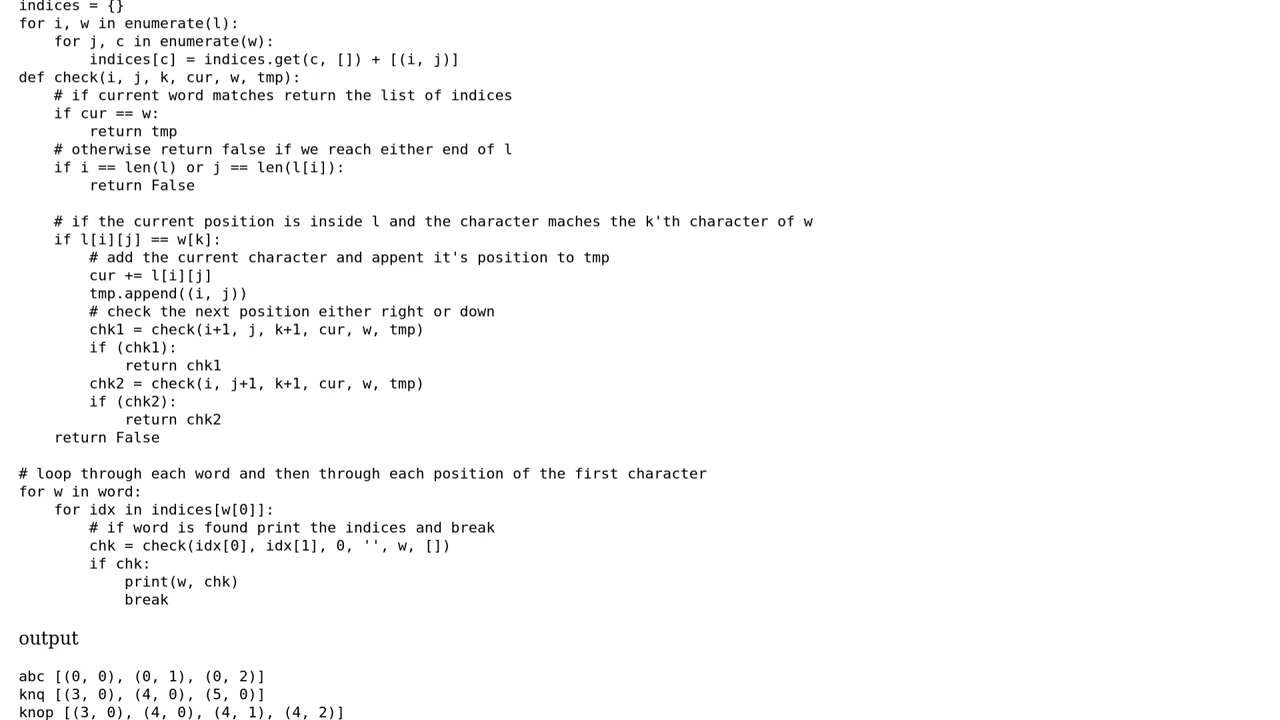 indices = {}
for i, w in enumerate(l):
    for j, c in enumerate(w):
        indices[c] = indices.get(c, []) + [(i, j)]
def check(i, j, k, cur, w, tmp):
    # if current word matches return the list of indices
    if cur == w:
        return tmp
    # otherwise return false if we reach either end of l
    if i == len(l) or j == len(l[i]):
        return False

    # if the current position is inside l and the character maches the k'th character of w
    if l[i][j] == w[k]:
        # add the current character and appent it's position to tmp
        cur += l[i][j]
        tmp.append((i, j))
        # check the next position either right or down
        chk1 = check(i+1, j, k+1, cur, w, tmp)
        if (chk1):
            return chk1
        chk2 = check(i, j+1, k+1, cur, w, tmp)
        if (chk2):
            return chk2
    return False

# loop through each word and then through each position of the first character
for w in word:
    for idx in indices[w[0]]:
        # if word is found print the indices and break
        chk = check(idx[0], idx[1], 0, '', w, [])
        if chk:
            print(w, chk)
            break

output

abc [(0, 0), (0, 1), (0, 2)]
knq [(3, 0), (4, 0), (5, 0)]
knop [(3, 0), (4, 0), (4, 1), (4, 2)]